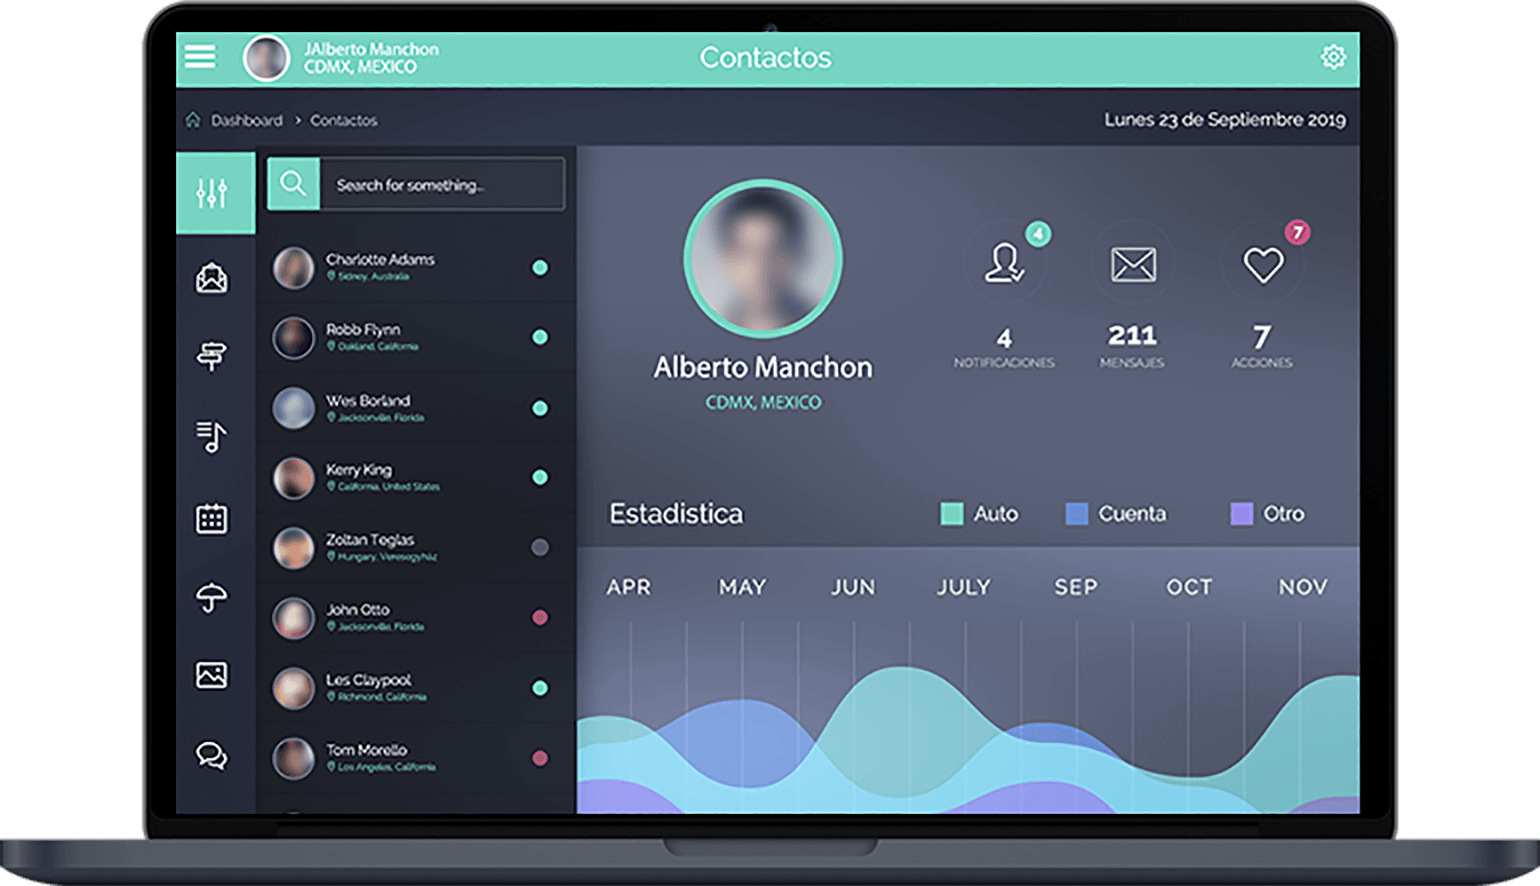 JAlberto Manchon
CDMX, MEXICO
Contactos
Dashboard > Contactos
Lunes 23 de Septiembre 2019
Search for something...
Charlotte Adams
Sidney, Australia
Robb Flynn
Oakland, California
Wes Borland
Jacksonville, Florida
Kerry King
California, United States
Zoltan Teglas
Hungary, Veresegyház
John Otto
Jacksonville, Florida
Les Claypool
Richmond, California
Tom Morello
Los Angeles, California
Alberto Manchon
CDMX, MEXICO
4
7
4
211
7
NOTIFICACIONES
MENSAJES
ACCIONES
Estadistica
Auto
Cuenta
Otro
APR MAY JUN JULY SEP OCT NOV